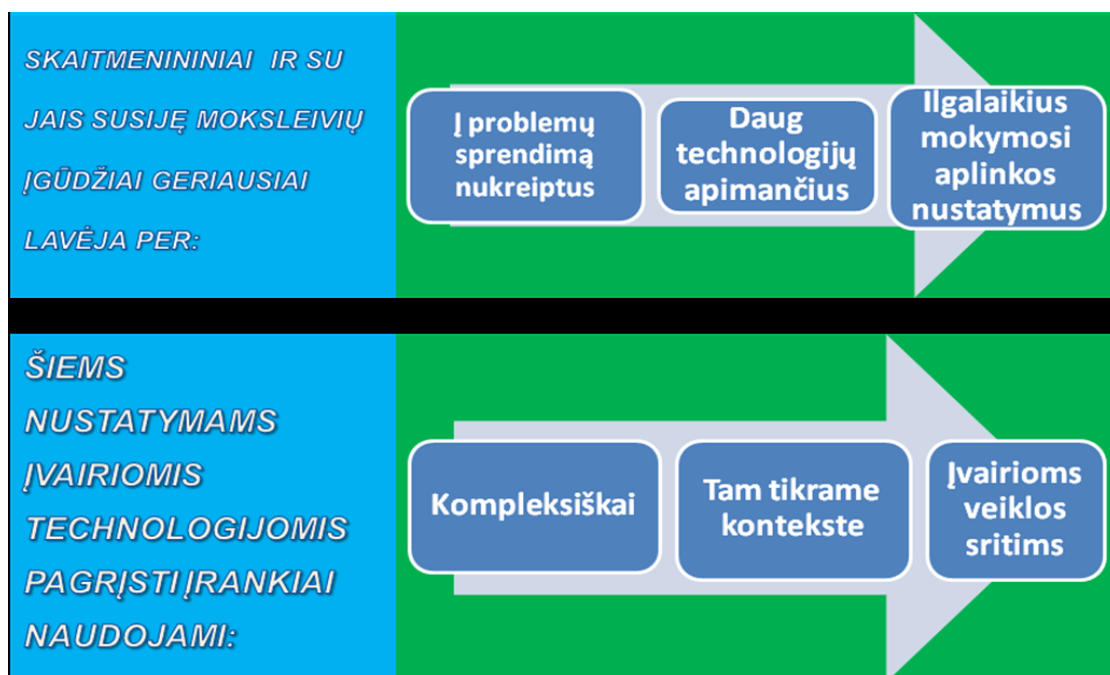 SKAITMENININIAI IR SU
JAIS SUSIJĘ MOKSLEIVIŲ
ĮGŪDŽIAI GERIAUSIAI
LAVĖJA PER:
Į problemų
sprendimą
nukreiptus
Daug
technologijų
apimančius
Ilgalaikius
mokymosi
aplinkos
nustatymus
ŠIEMS
NUSTATYMAMS
ĮVAIRIOMIS
TECHNOLOGIJOMIS
PAGRĮSTI ĮRANKIAI
NAUDOJAMI:
Kompleksiškai
Tam tikrame
kontekste
Įvairioms
veiklos
sritims